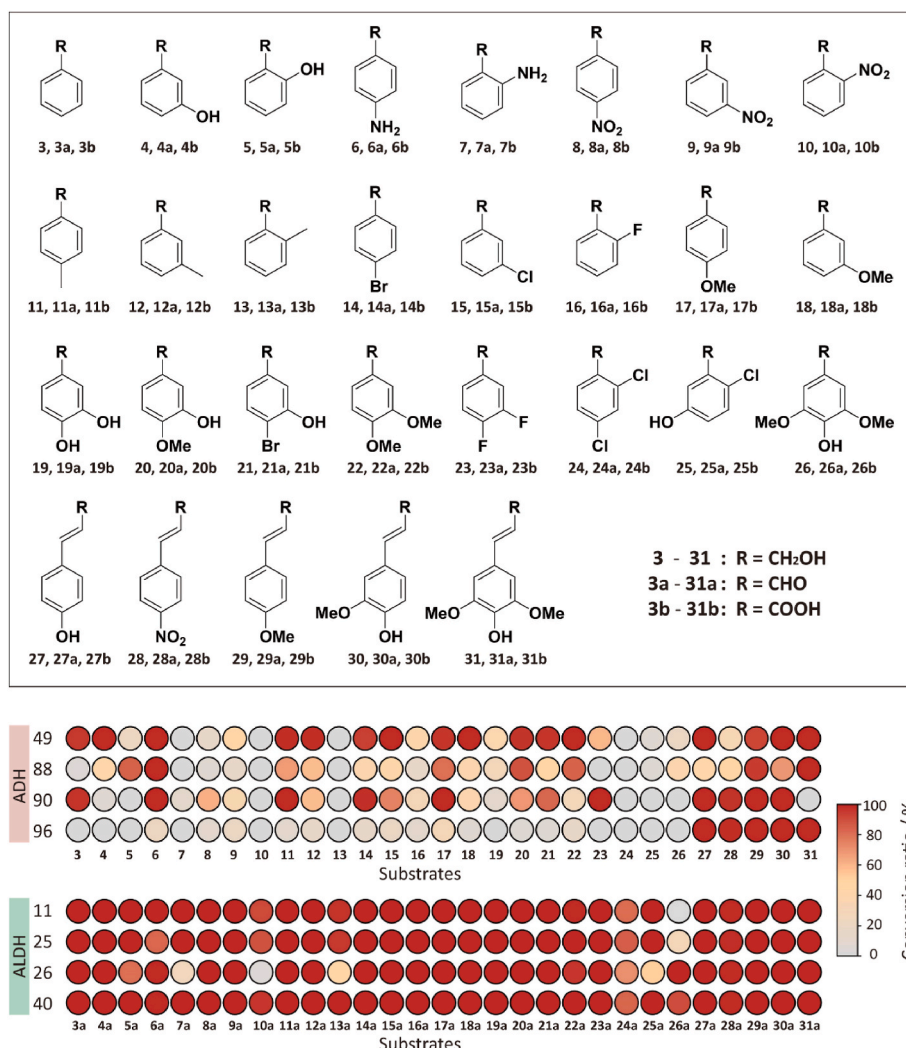 R R R R R R R R
OH NH₂ NO₂
OH NO₂
NH₂ NO₂
3, 3a, 3b 4, 4a, 4b 5, 5a, 5b 6, 6a, 6b 7, 7a, 7b 8, 8a, 8b 9, 9a 9b 10, 10a, 10b
R R R R R R R R
F
Cl OMe
Br OMe
11, 11a, 11b 12, 12a, 12b 13, 13a, 13b 14, 14a, 14b 15, 15a, 15b 16, 16a, 16b 17, 17a, 17b 18, 18a, 18b
R R R R R R R R
Cl Cl
OH OH OH OMe F HO MeO OMe
OH OMe Br OMe F Cl OH
19, 19a, 19b 20, 20a, 20b 21, 21a, 21b 22, 22a, 22b 23, 23a, 23b 24, 24a, 24b 25, 25a, 25b 26, 26a, 26b
R R R R R
3 - 31 : R = CH₂OH
3a - 31a : R = CHO
3b - 31b : R = COOH
MeO MeO OMe
OH NO₂ OMe OH OH
27, 27a, 27b 28, 28a, 28b 29, 29a, 29b 30, 30a, 30b 31, 31a, 31b
ADH
49
88
90
96
3 4 5 6 7 8 9 10 11 12 13 14 15 16 17 18 19 20 21 22 23 24 25 26 27 28 29 30 31
Substrates
ALDH
11
25
26
40
3a 4a 5a 6a 7a 8a 9a 10a 11a 12a 13a 14a 15a 16a 17a 18a 19a 20a 21a 22a 23a 24a 25a 26a 27a 28a 29a 30a 31a
Substrates
100
80
60
40
20
0